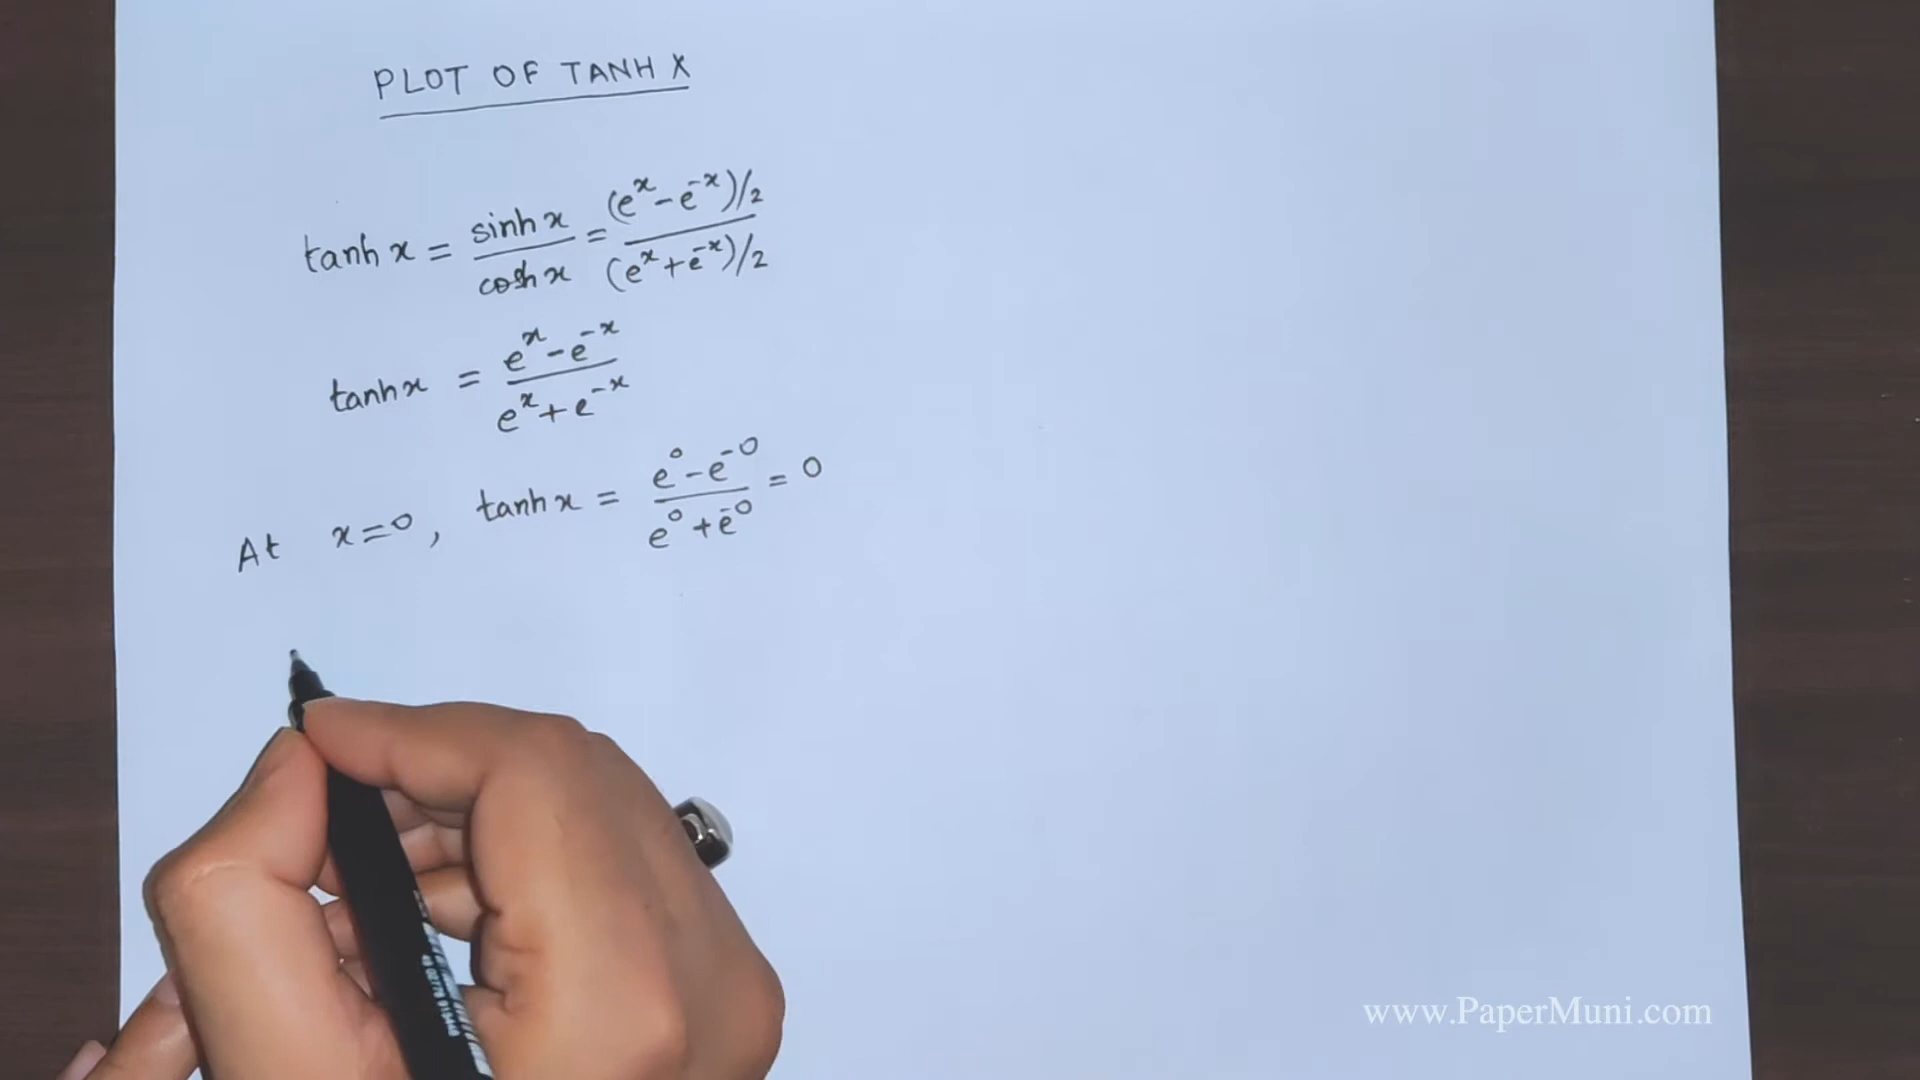 PLOT OF TANH X
tanh x = sinh x / cosh x = (e^x - e^-x)/2 / (e^x + e^-x)/2
tanh x = e^x - e^-x / e^x + e^-x
At x=0, tanh x = e^0 - e^-0 / e^0 + e^-0 = 0
www.PaperMuni.com